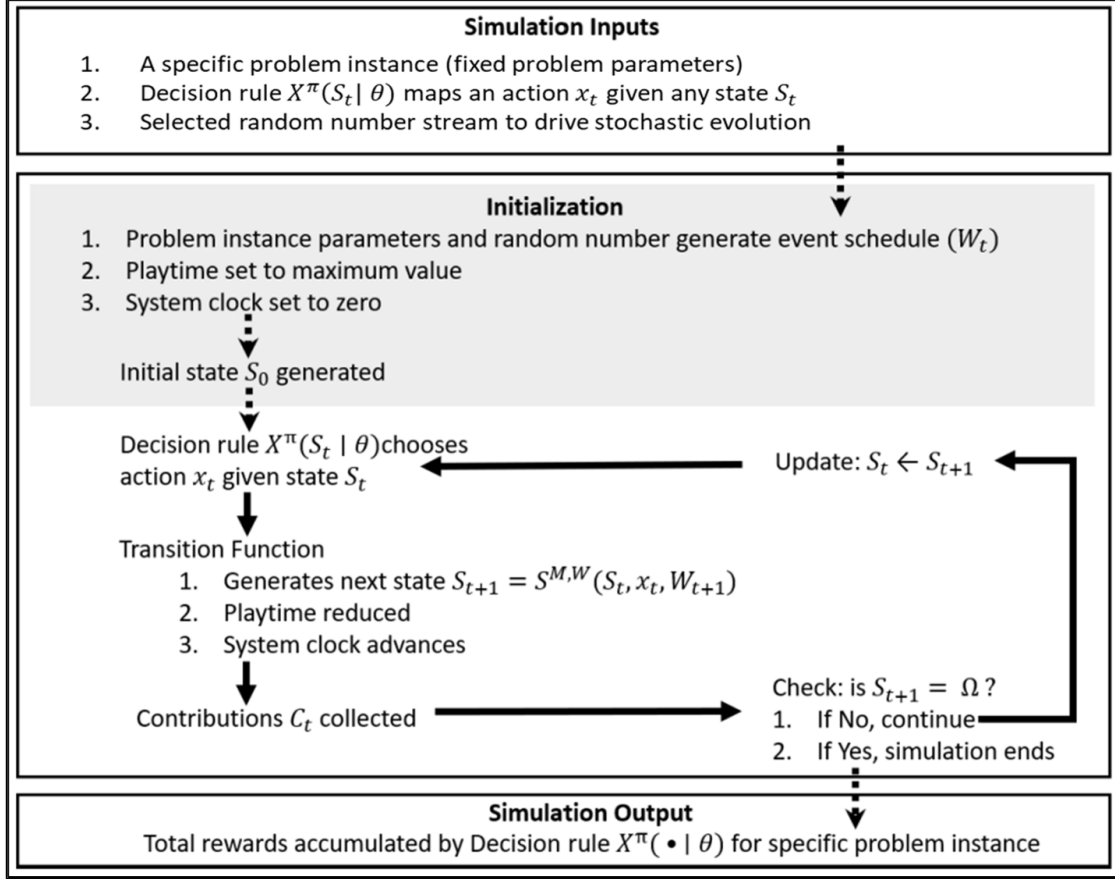 Simulation Inputs
1. A specific problem instance (fixed problem parameters)
2. Decision rule X^π(S_t | θ) maps an action x_t given any state S_t
3. Selected random number stream to drive stochastic evolution
Initialization
1. Problem instance parameters and random number generate event schedule (W_t)
2. Playtime set to maximum value
3. System clock set to zero
Initial state S_0 generated
Decision rule X^π(S_t | θ)chooses
action x_t given state S_t
Update: S_t ← S_{t+1}
Transition Function
1. Generates next state S_{t+1} = S^{M,W}(S_t, x_t, W_{t+1})
2. Playtime reduced
3. System clock advances
Contributions C_t collected
Check: is S_{t+1} = Ω ?
1. If No, continue
2. If Yes, simulation ends
Simulation Output
Total rewards accumulated by Decision rule X^π( • | θ) for specific problem instance